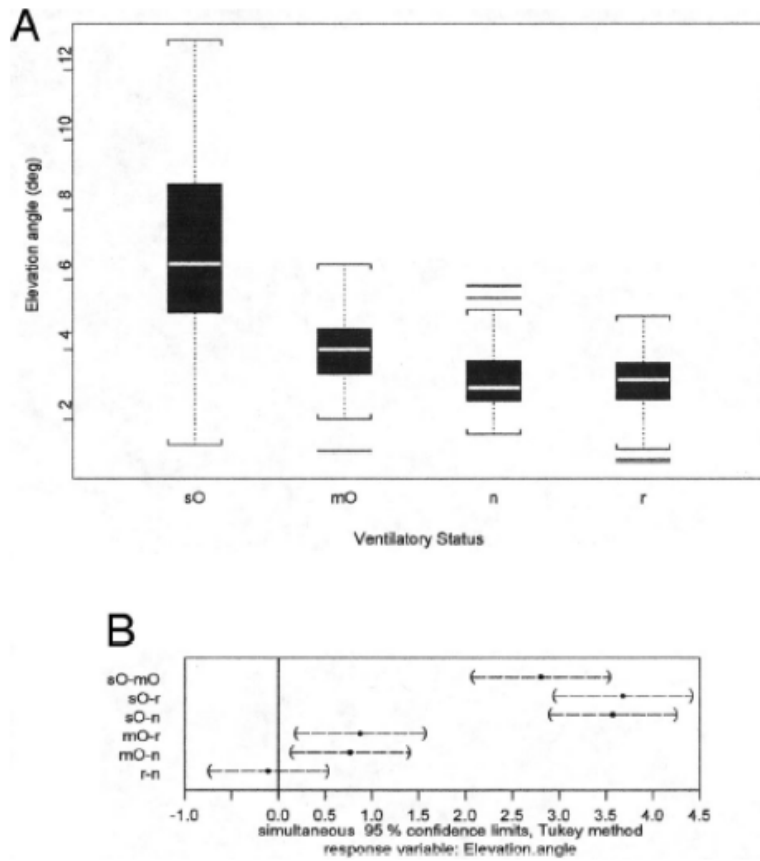 A
12
10
8
6
4
2
Elevation angle (deg)
sO mO n r
Ventilatory Status
B
sO-mO
sO-r
sO-n
mO-r
mO-n
r-n
-1.0 0.0 0.5 1.0 1.5 2.0 2.5 3.0 3.5 4.0 4.5
simultaneous 95 % confidence limits, Tukey method
response variable: Elevation.angle